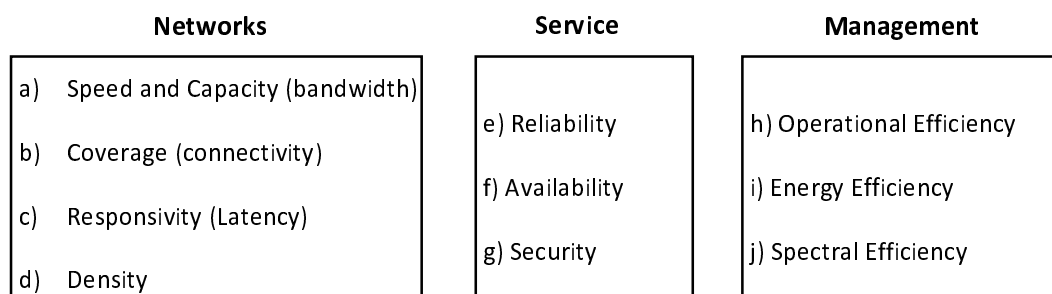 Networks
a) Speed and Capacity (bandwidth)
b) Coverage (connectivity)
c) Responsivity (Latency)
d) Density
Service
e) Reliability
f) Availability
g) Security
Management
h) Operational Efficiency
i) Energy Efficiency
j) Spectral Efficiency